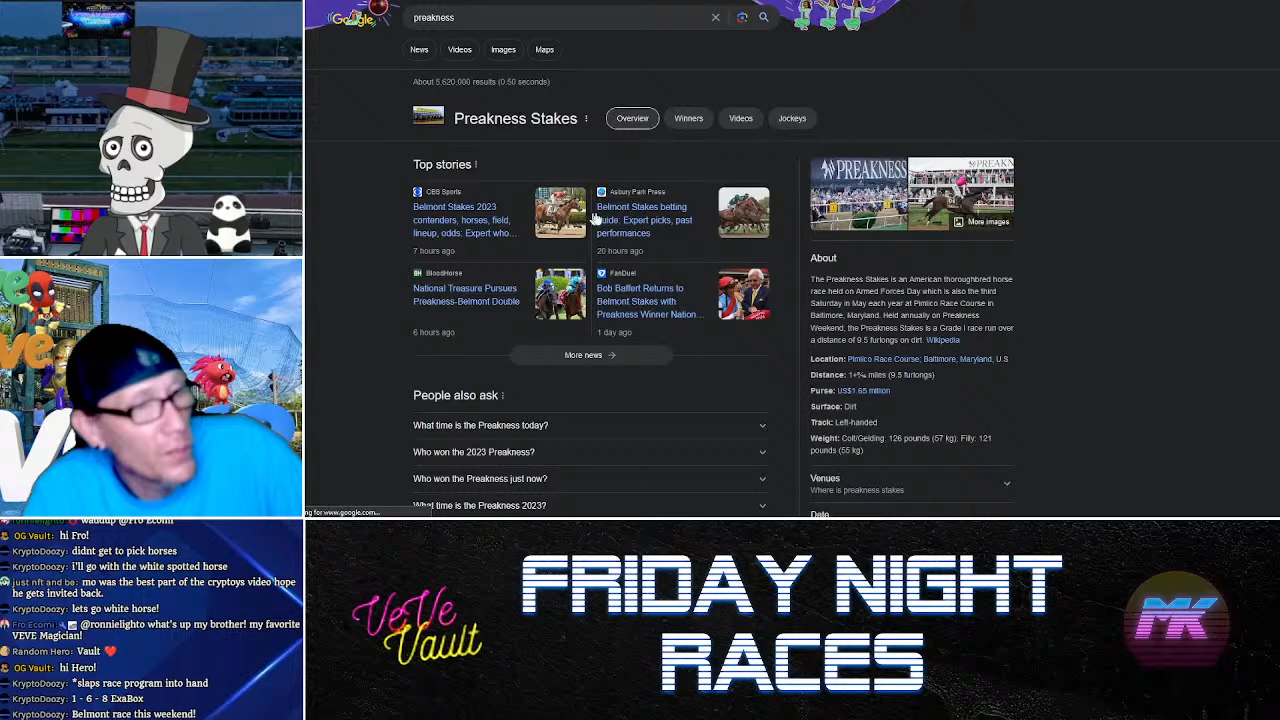 Google
preakness
News
Videos
Images
Maps
About 5,620,000 results (0.50 seconds)
Preakness Stakes
Overview
Winners
Videos
Jockeys
Top stories
CBS Sports
Belmont Stakes 2023
contenders, horses, field,
lineup, odds: Expert who...
7 hours ago
Asbury Park Press
Belmont Stakes betting
guide: Expert picks, past
performances
20 hours ago
BH BloodHorse
National Treasure Pursues
Preakness-Belmont Double
6 hours ago
FanDuel
Bob Baffert Returns to
Belmont Stakes with
Preakness Winner Nation...
1 day ago
More news
People also ask
What time is the Preakness today?
Who won the 2023 Preakness?
Who won the Preakness just now?
What time is the Preakness 2023?
ng for www.google.com...
PREAKNESS
PREAKN
More images
About
The Preakness Stakes is an American thoroughbred horse
race held on Armed Forces Day which is also the third
Saturday in May each year at Pimlico Race Course in
Baltimore, Maryland. Held annually on Preakness
Weekend, the Preakness Stakes is a Grade I race run over
a distance of 9.5 furlongs on dirt. Wikipedia
Location: Pimlico Race Course; Baltimore, Maryland, U.S
Distance: 1+3⁄16 miles (9.5 furlongs)
Purse: US$1.65 million
Surface: Dirt
Track: Left-handed
Weight: Colt/Gelding: 126 pounds (57 kg); Filly: 121
pounds (55 kg)
Venues
Where is preakness stakes
Date
ronnielighto: waddup @Fro Ecomi
OG Vault: hi Fro!
KryptoDoozy: didnt get to pick horses
KryptoDoozy: i'll go with the white spotted horse
just nft and be: mo was the best part of the cryptoys video hope
he gets invited back.
KryptoDoozy: lets go white horse!
Fro Ecomi: @ronnielighto what's up my brother! my favorite
VEVE Magician!
Random Hero: Vault ❤️
OG Vault: hi Hero!
KryptoDoozy: *slaps race program into hand
KryptoDoozy: 1 - 6 - 8 ExaBox
KryptoDoozy: Belmont race this weekend!
VeVe
Vault
FRIDAY NIGHT
RACES
MK